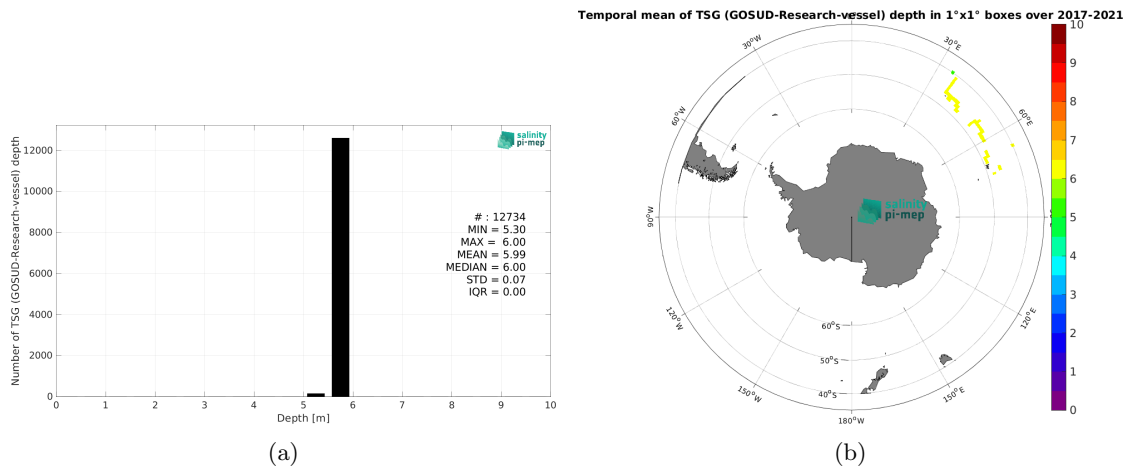 Number of TSG (GOSUD-Research-vessel) depth
12000
10000
8000
6000
4000
2000
0
0 1 2 3 4 5 6 7 8 9 10
Depth [m]
salinity
pi-mep
# : 12734
MIN = 5.30
MAX = 6.00
MEAN = 5.99
MEDIAN = 6.00
STD = 0.07
IQR = 0.00
(a)
Temporal mean of TSG (GOSUD-Research-vessel) depth in 1°x1° boxes over 2017-2021
30°W
30°E
60°W
60°E
90°W
salinity
pi-mep
120°W
120°E
150°W
150°E
180°W
60°S
50°S
40°S
10
9
8
7
6
5
4
3
2
1
0
(b)